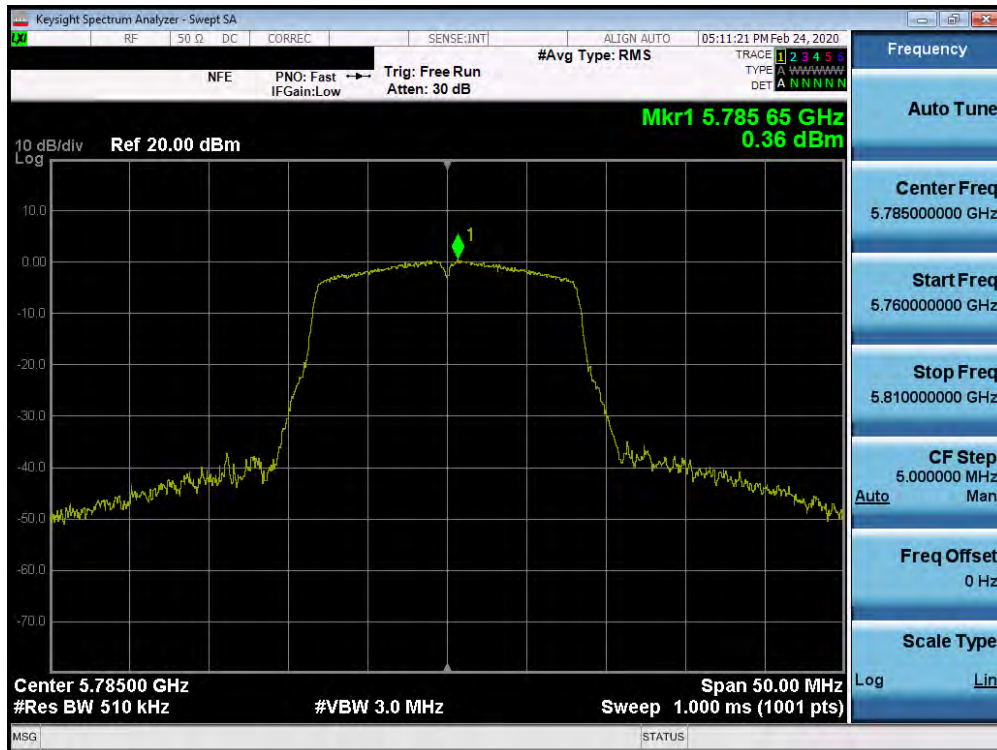 Keysight Spectrum Analyzer - Swept SA
LXI RF 50 Ω DC CORREC SENSE:INT ALIGN AUTO 05:11:21 PM Feb 24, 2020
#Avg Type: RMS
TRACE 1 2 3 4 5 6
TYPE A WWWWWW
DET A N N N N N
NFE PNO: Fast Trig: Free Run
IFGain:Low Atten: 30 dB
Mkr1 5.785 65 GHz
0.36 dBm
10 dB/div Ref 20.00 dBm
Log
10.0
0.00
-10.0
-20.0
-30.0
-40.0
-50.0
-60.0
-70.0
1
Center 5.78500 GHz Span 50.00 MHz
#Res BW 510 kHz #VBW 3.0 MHz Sweep 1.000 ms (1001 pts)
MSG STATUS
Frequency
Auto Tune
Center Freq
5.785000000 GHz
Start Freq
5.760000000 GHz
Stop Freq
5.810000000 GHz
CF Step
5.000000 MHz
Auto Man
Freq Offset
0 Hz
Scale Type
Log Lin